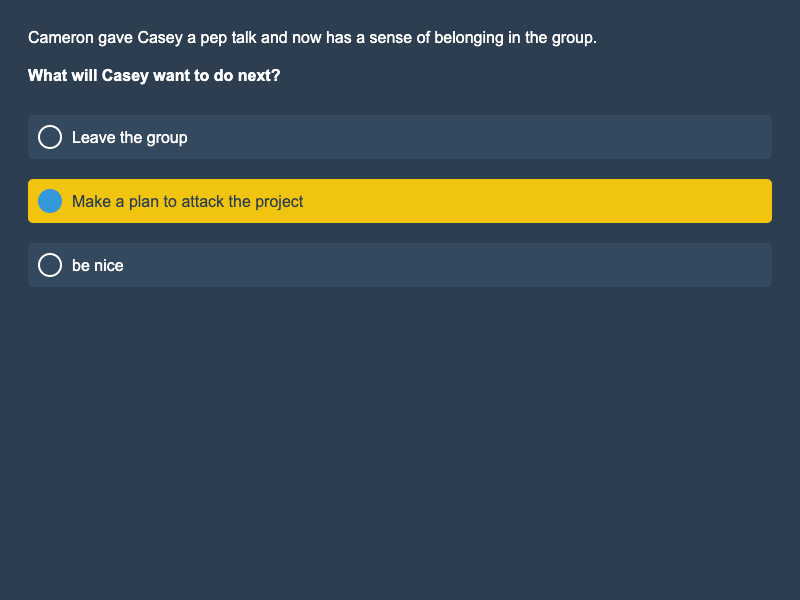 Cameron gave Casey a pep talk and now has a sense of belonging in the group.
What will Casey want to do next?
Leave the group
Make a plan to attack the project
be nice